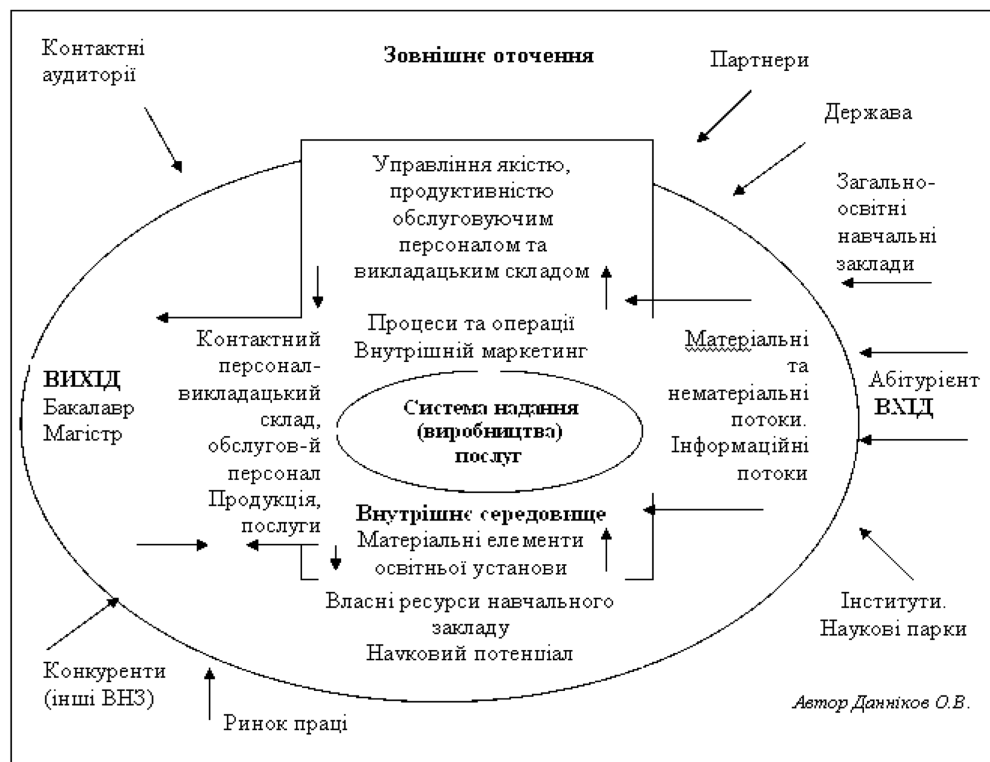 Контактні
аудиторії
Зовнішнє оточення
Партнери
Держава
Загально-
освітні
навчальні
заклади
Управління якістю,
продуктивністю
обслуговуючим
персоналом та
викладацьким складом
Процеси та операції
Внутрішній маркетинг
Контактний
персонал-
викладацький
склад,
обслугов-й
персонал
Продукція,
послуги
ВИХІД
Бакалавр
Магістр
Система надання
(виробництва)
послуг
Матеріальні
та
нематеріальні
потоки.
Інформаційні
потоки
Абітурієнт
ВХІД
Внутрішнє середовище
Матеріальні елементи
освітньої установи
Власні ресурси навчального
закладу
Науковий потенціал
Інститути.
Наукові парки
Конкуренти
(інші ВНЗ)
Ринок праці
Автор Данніков О.В.